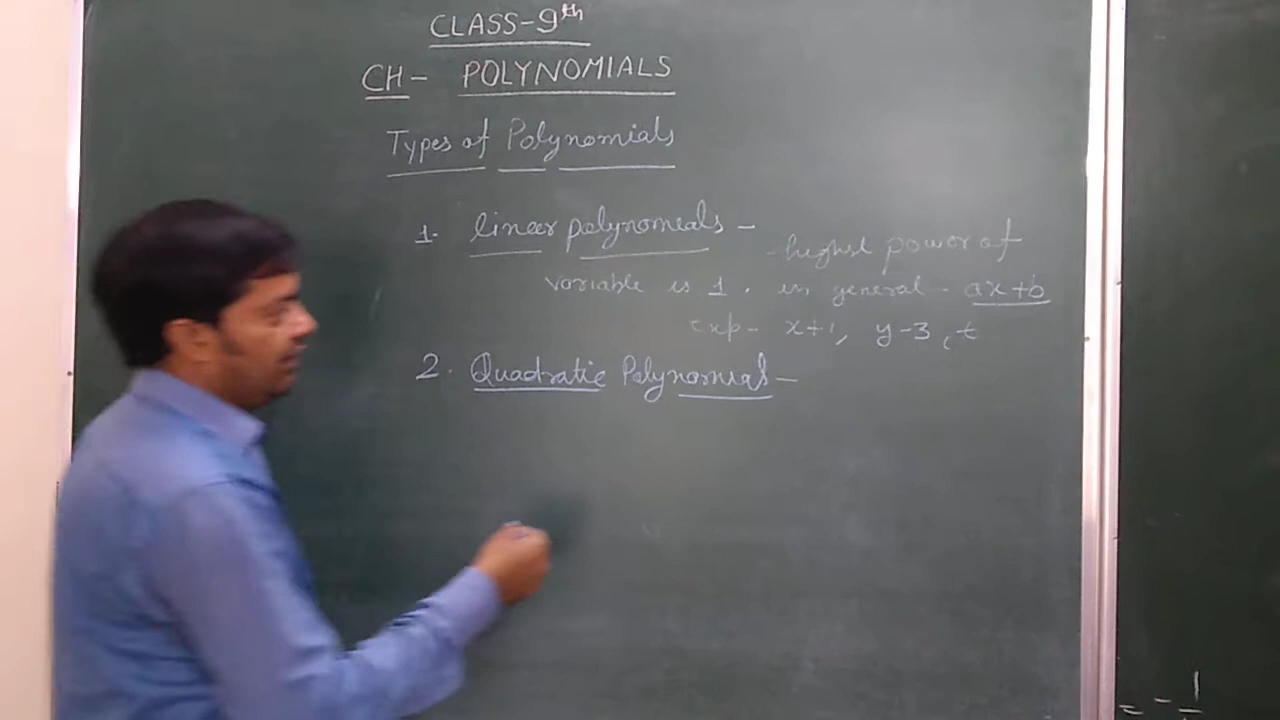 CLASS-9th
CH- POLYNOMIALS
Types of Polynomials
1. linear polynomials -
highest power of
variable is 1. in general - ax+b
exp- x+1, y-3, t
2. Quadratic Polynomial-
= - 1